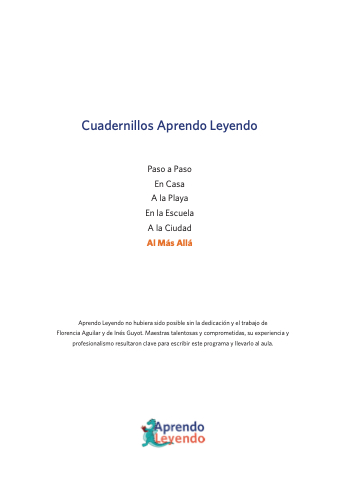 Cuadernillos Aprendo Leyendo
Paso a Paso
En Casa
A la Playa
En la Escuela
A la Ciudad
Al Más Allá
Aprendo Leyendo no hubiera sido posible sin la dedicación y el trabajo de
Florencia Aguilar y de Inés Guyot. Maestras talentosas y comprometidas, su experiencia y
profesionalismo resultaron clave para escribir este programa y llevarlo al aula.
Aprendo
Leyendo